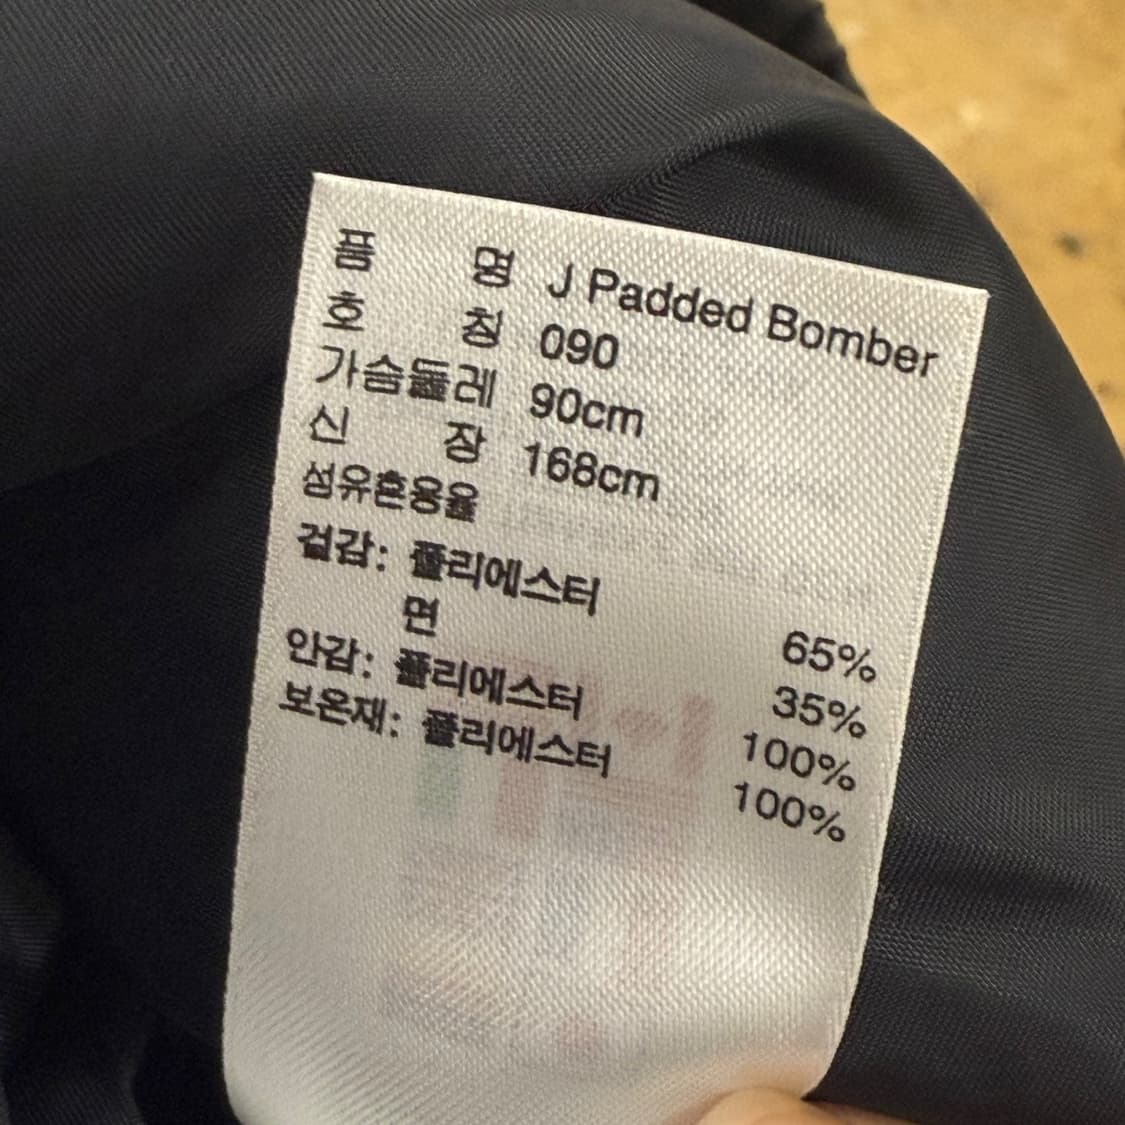 품 명 J Padded Bomber
호 칭 090
가슴둘레 90cm
신 장 168cm
섬유혼용율
겉감: 폴리에스터 65%
면 35%
안감: 폴리에스터 100%
보온재: 폴리에스터 100%